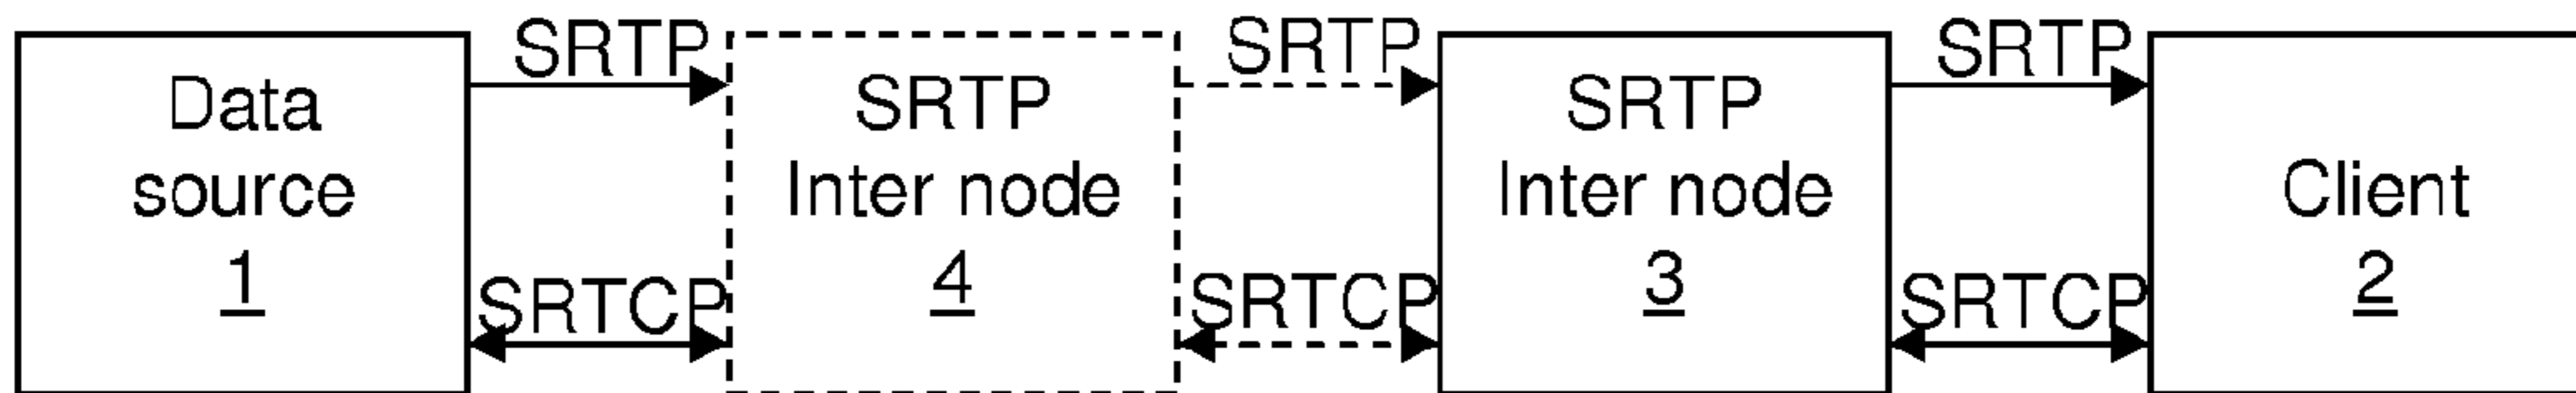 Data
source
1
SRTP
SRTCP
SRTP
Inter node
4
SRTP
SRTCP
SRTP
Inter node
3
SRTP
SRTCP
Client
2